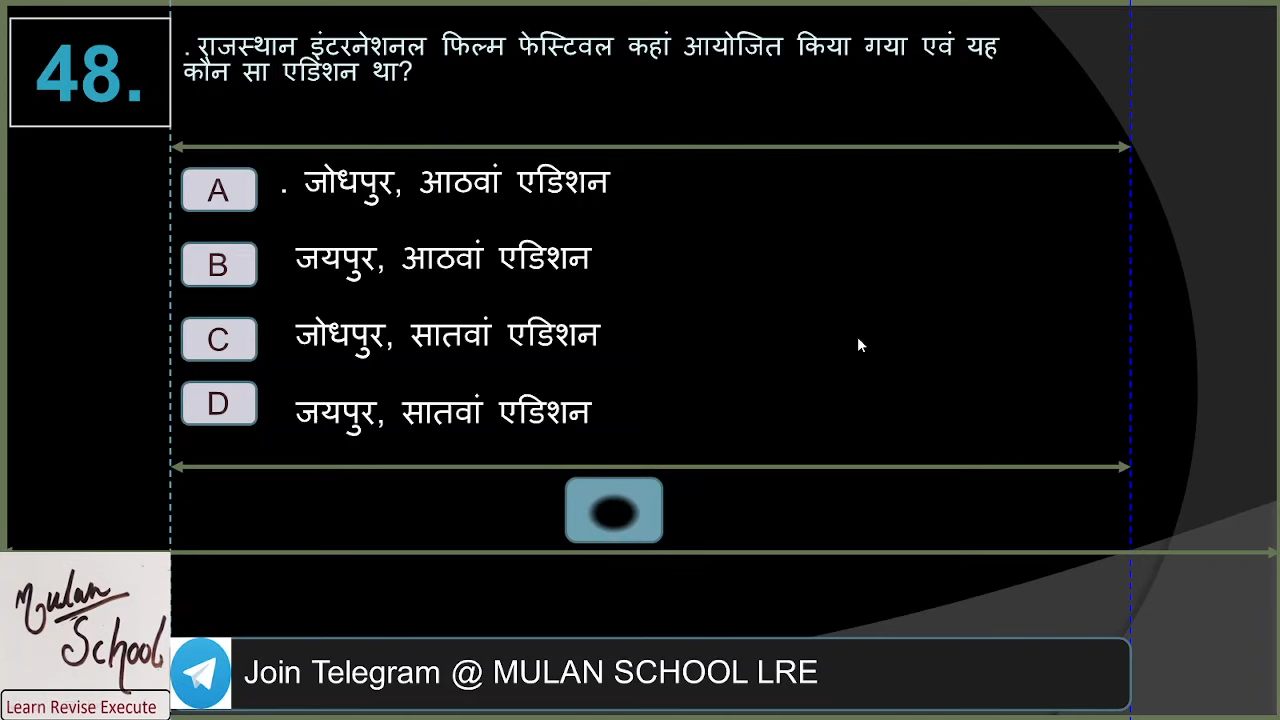 48.
. राजस्थान इंटरनेशनल फिल्म फेस्टिवल कहां आयोजित किया गया एवं यह
कौन सा एडिशन था?
A . जोधपुर, आठवां एडिशन
B जयपुर, आठवां एडिशन
C जोधपुर, सातवां एडिशन
D जयपुर, सातवां एडिशन
Mulan
School
Learn Revise Execute
Join Telegram @ MULAN SCHOOL LRE